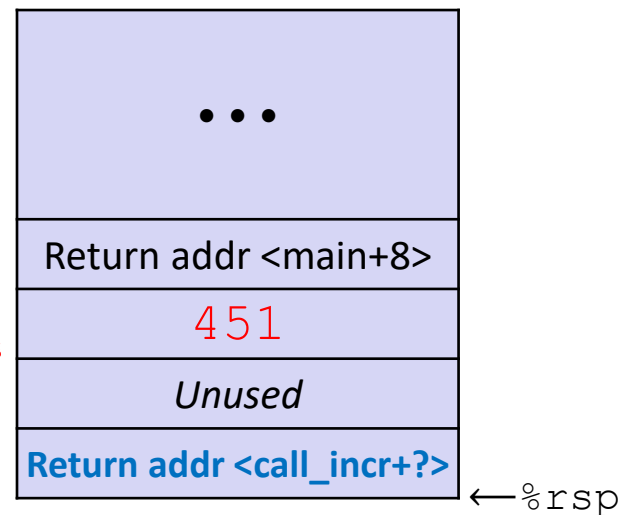 •••
Return addr <main+8>
451
Unused
Return addr <call_incr+?>
←%rsp